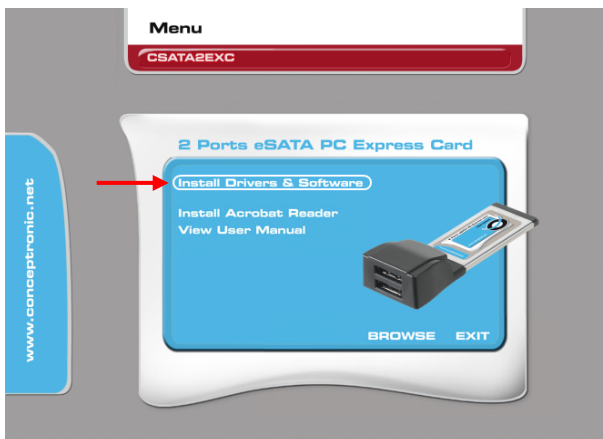 Menu
CSATA2EXC
2 Ports eSATA PC Express Card
Install Drivers & Software
Install Acrobat Reader
View User Manual
BROWSE EXIT
www.conceptronic.net